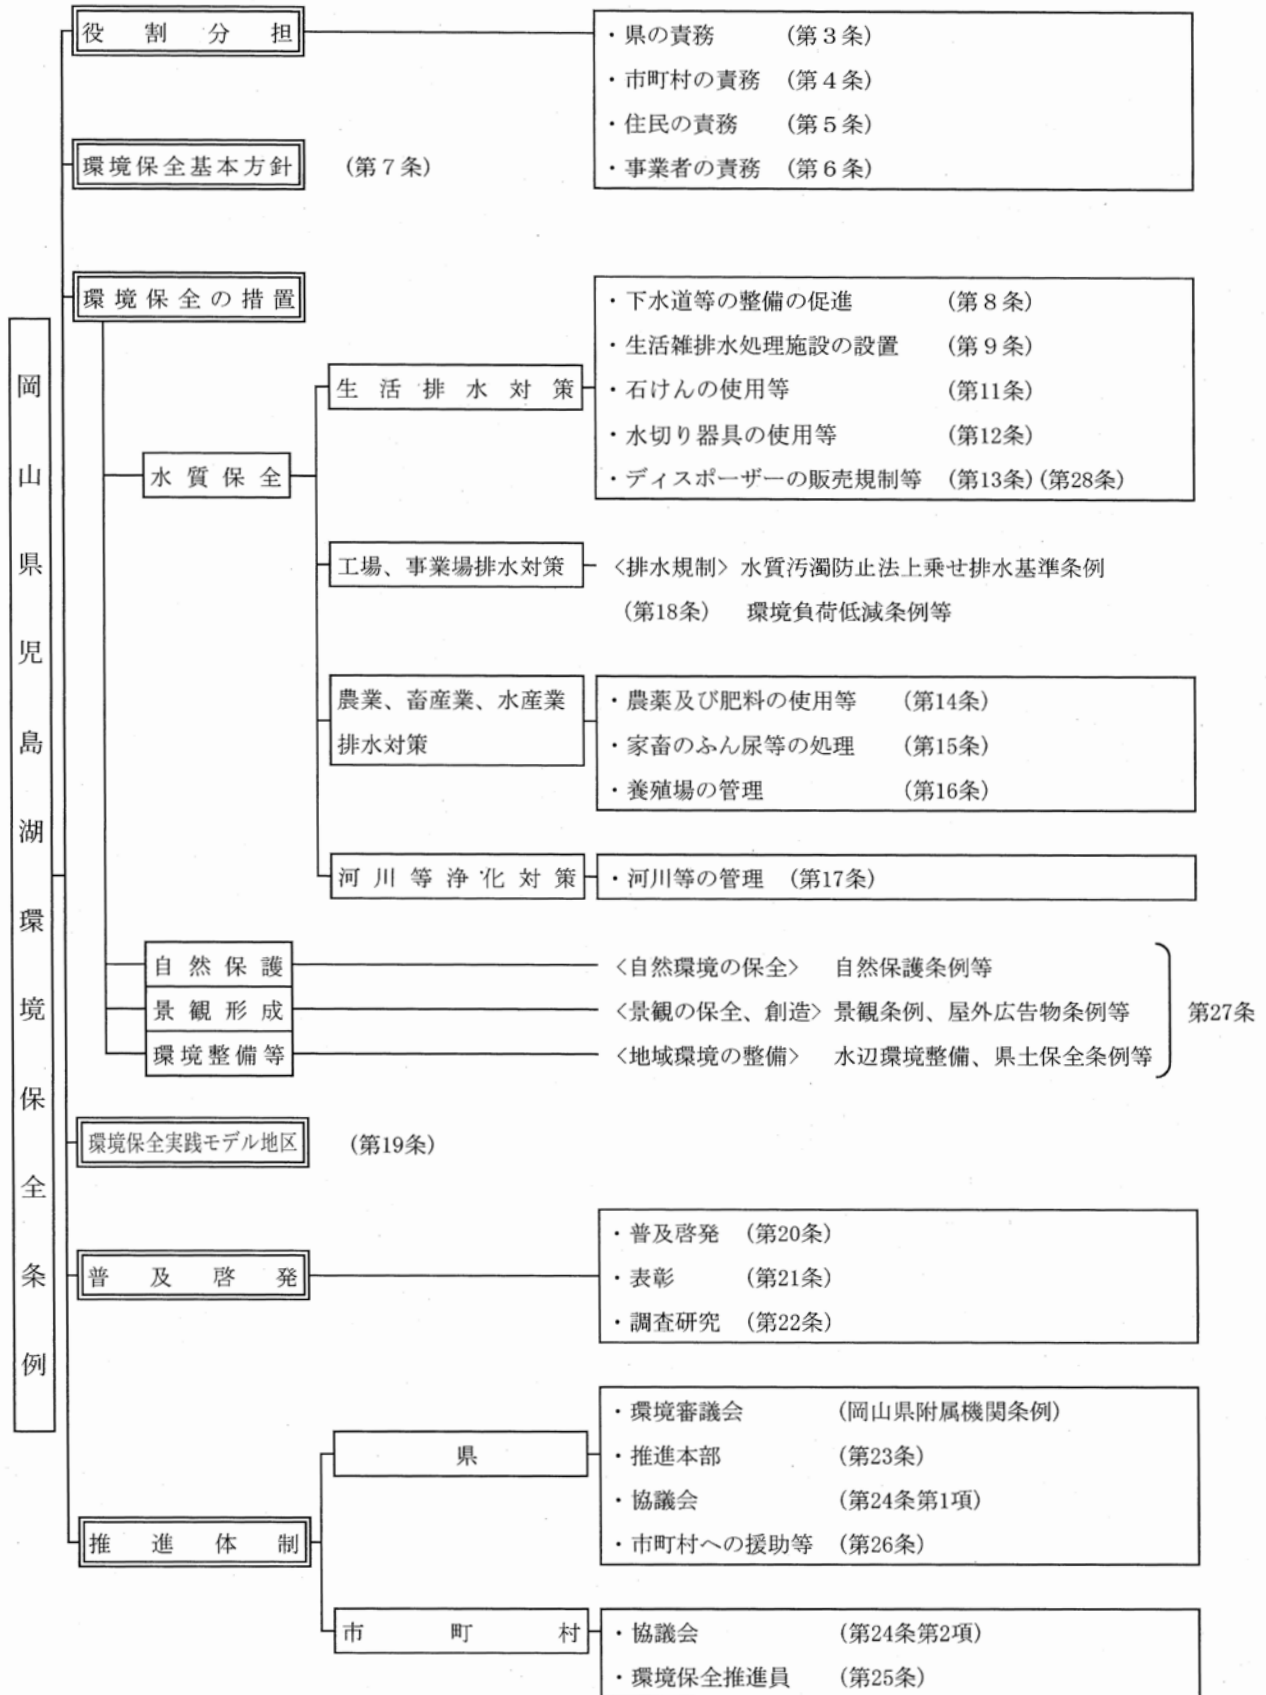 岡山県児島湖環境保全条例
役割分担
・県の責務 (第3条)
・市町村の責務 (第4条)
・住民の責務 (第5条)
・事業者の責務 (第6条)
環境保全基本方針 (第7条)
環境保全の措置
水質保全
生活排水対策
・下水道等の整備の促進 (第8条)
・生活雑排水処理施設の設置 (第9条)
・石けんの使用等 (第11条)
・水切り器具の使用等 (第12条)
・ディスポーザーの販売規制等 (第13条)(第28条)
工場、事業場排水対策
<排水規制> 水質汚濁防止法上乗せ排水基準条例
(第18条) 環境負荷低減条例等
農業、畜産業、水産業
排水対策
・農薬及び肥料の使用等 (第14条)
・家畜のふん尿等の処理 (第15条)
・養殖場の管理 (第16条)
河川等浄化対策
・河川等の管理 (第17条)
自然保護 <自然環境の保全> 自然保護条例等
景観形成 <景観の保全、創造> 景観条例、屋外広告物条例等
環境整備等 <地域環境の整備> 水辺環境整備、県土保全条例等
第27条
環境保全実践モデル地区 (第19条)
普及啓発
・普及啓発 (第20条)
・表彰 (第21条)
・調査研究 (第22条)
推進体制
県
・環境審議会 (岡山県附属機関条例)
・推進本部 (第23条)
・協議会 (第24条第1項)
・市町村への援助等 (第26条)
市町村
・協議会 (第24条第2項)
・環境保全推進員 (第25条)